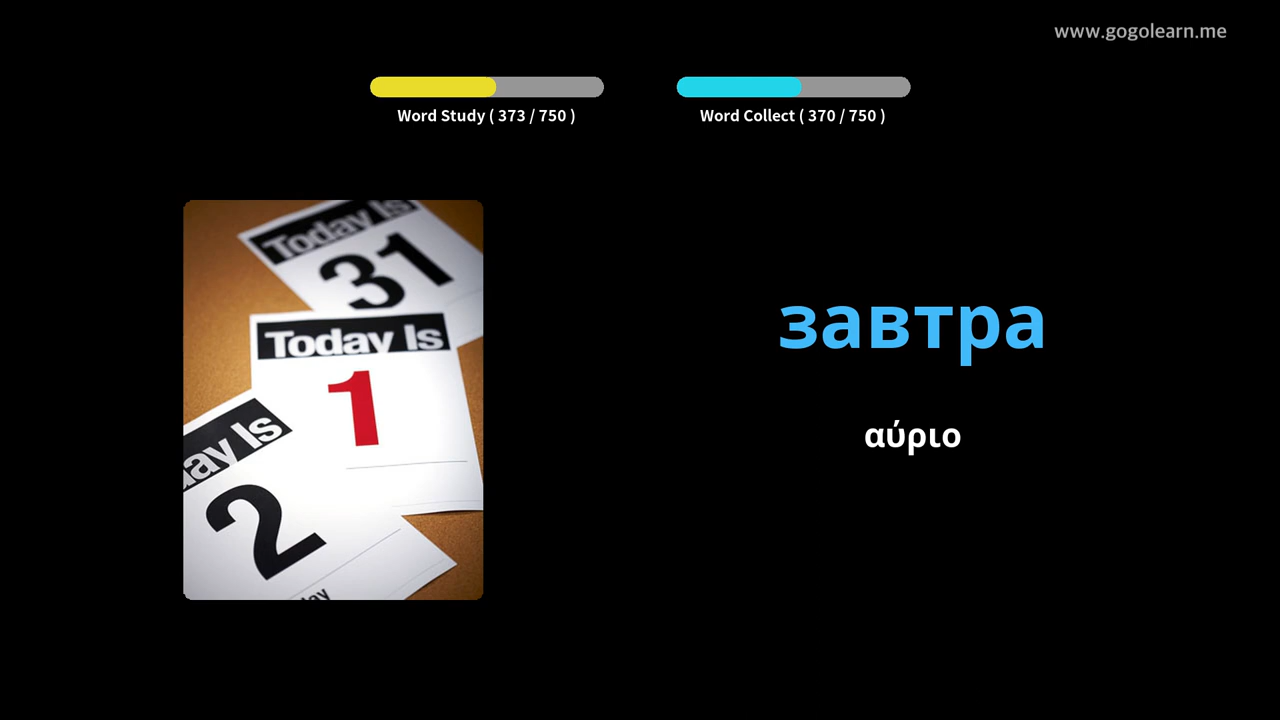 www.gogolearn.me
Word Study ( 373 / 750 )
Word Collect ( 370 / 750 )
Today Is
31
Today Is
1
day Is
2
завтра
αύριο